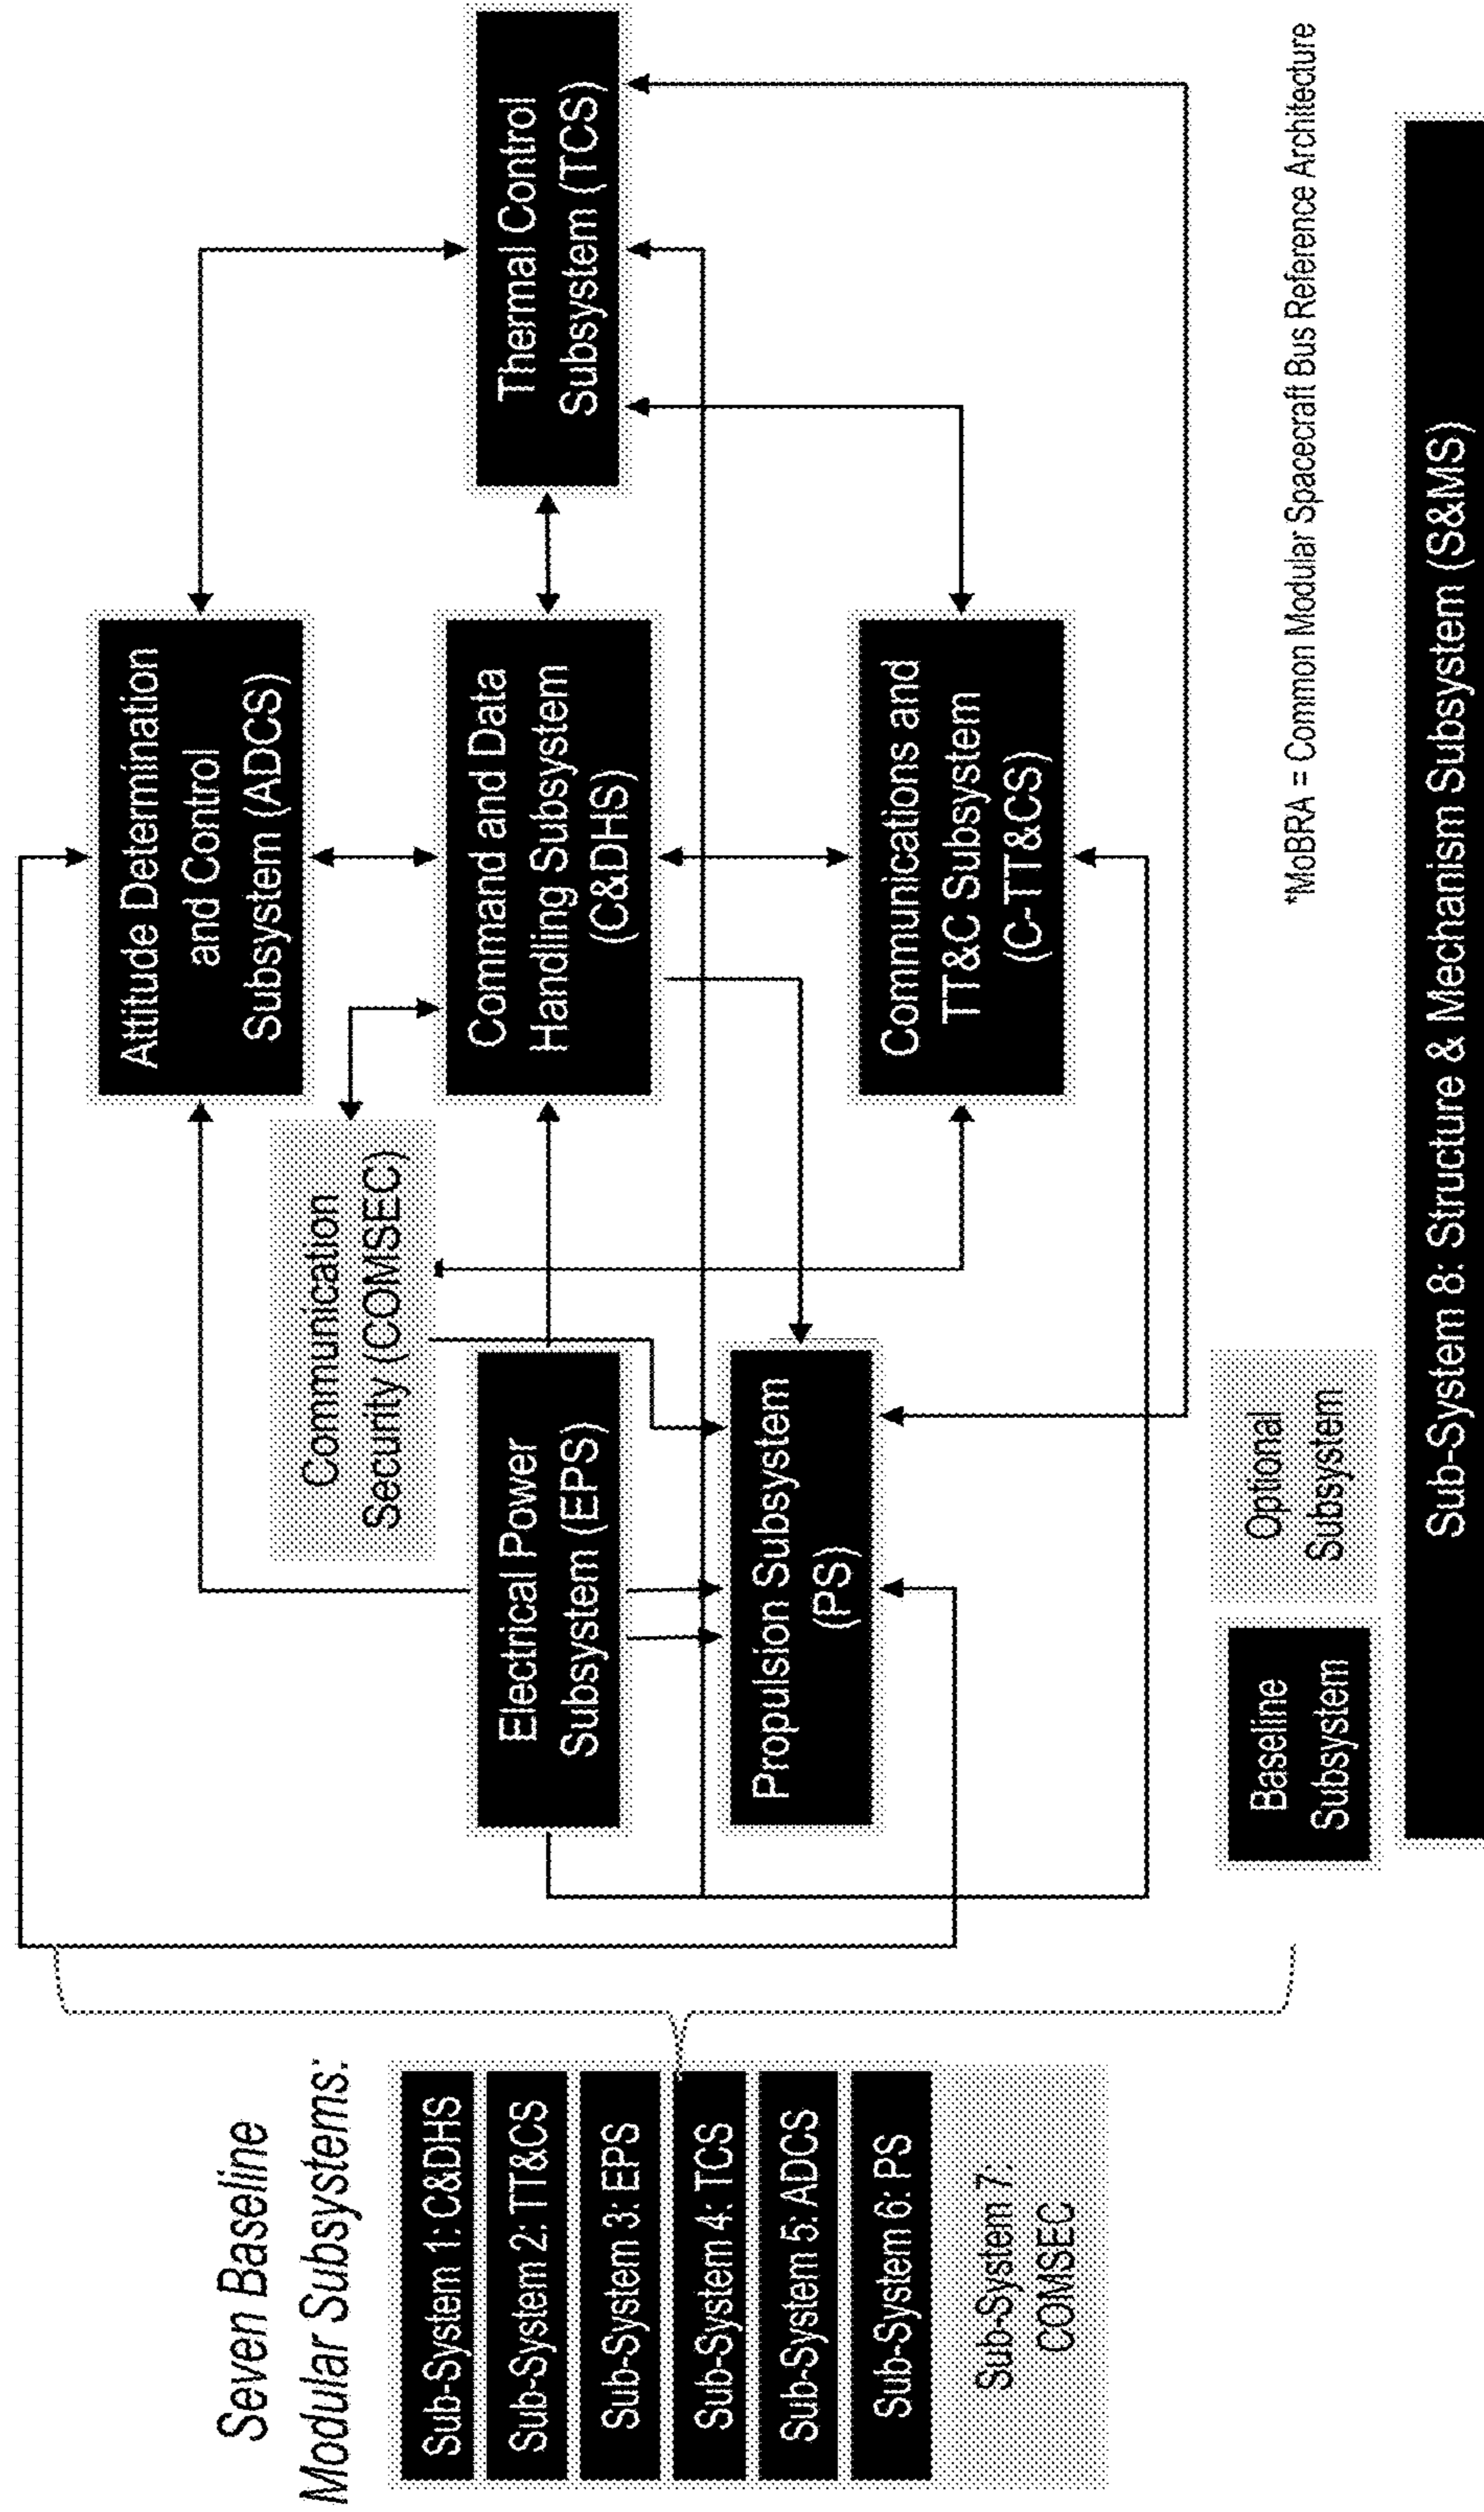 Seven Baseline
Modular Subsystems:
Sub-System 1: C&DHS
Sub-System 2: TT&CS
Sub-System 3: EPS
Sub-System 4: TCS
Sub-System 5: ADCS
Sub-System 6: PS
Sub-System 7:
COMSEC
Attitude Determination
and Control
Subsystem (ADCS)
Communication
Security (COMSEC)
Electrical Power
Subsystem (EPS)
Command and Data
Handling Subsystem
(C&DHS)
Thermal Control
Subsystem (TCS)
Propulsion Subsystem
(PS)
Communications and
TT&C Subsystem
(C-TT&CS)
Baseline
Subsystem
Optional
Subsystem
*MoBRA = Common Modular Spacecraft Bus Reference Architecture
Sub-System 8: Structure & Mechanism Subsystem (S&MS)